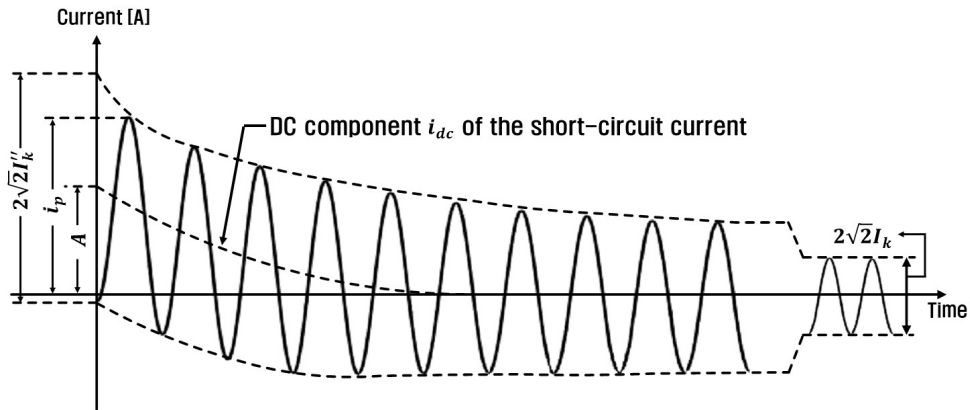 Current [A]
DC component i_dc of the short-circuit current
2√2I''_k
i_p
A
2√2I_k
Time